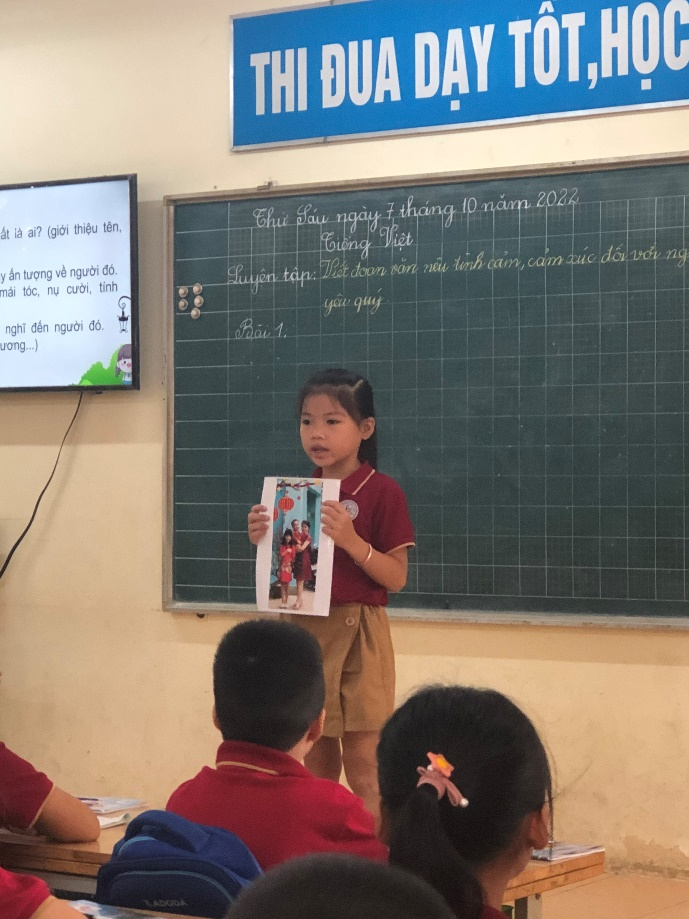 THI ĐUA DẠY TỐT, HỌC
ất là ai? (giới thiệu tên,
y ấn tượng về người đó.
mái tóc, nụ cười, tính
nghĩ đến người đó.
ương...)
Thứ Sáu ngày 7 tháng 10 năm 2022
Tiếng Việt
Luyện tập: Viết đoạn văn nêu tình cảm, cảm xúc đối với ng
yêu quý
Bài 1.